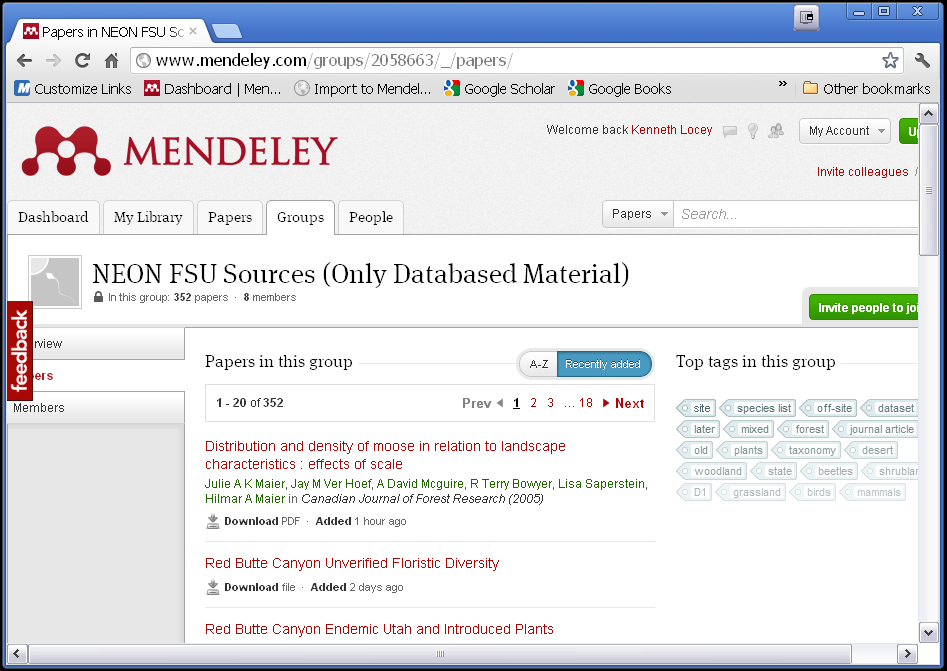 Papers in NEON FSU Sc
www.mendeley.com/groups/2058663/_/papers/
Customize Links Dashboard | Men... Import to Mendel... Google Scholar Google Books » Other bookmarks
MENDELEY
Welcome back Kenneth Locey My Account
Invite colleagues /
Dashboard My Library Papers Groups People Papers Search...
NEON FSU Sources (Only Databased Material)
In this group: 352 papers · 8 members
Invite people to joi
feedback
rview
ers
Members
Papers in this group A-Z Recently added
1 - 20 of 352 Prev 1 2 3 ... 18 Next
Distribution and density of moose in relation to landscape
characteristics : effects of scale
Julie A K Maier, Jay M Ver Hoef, A David Mcguire, R Terry Bowyer, Lisa Saperstein,
Hilmar A Maier in Canadian Journal of Forest Research (2005)
Download PDF · Added 1 hour ago
Red Butte Canyon Unverified Floristic Diversity
Download file · Added 2 days ago
Red Butte Canyon Endemic Utah and Introduced Plants
Top tags in this group
site species list off-site dataset
later mixed forest journal article
old plants taxonomy desert
woodland state beetles shrublan
D1 grassland birds mammals